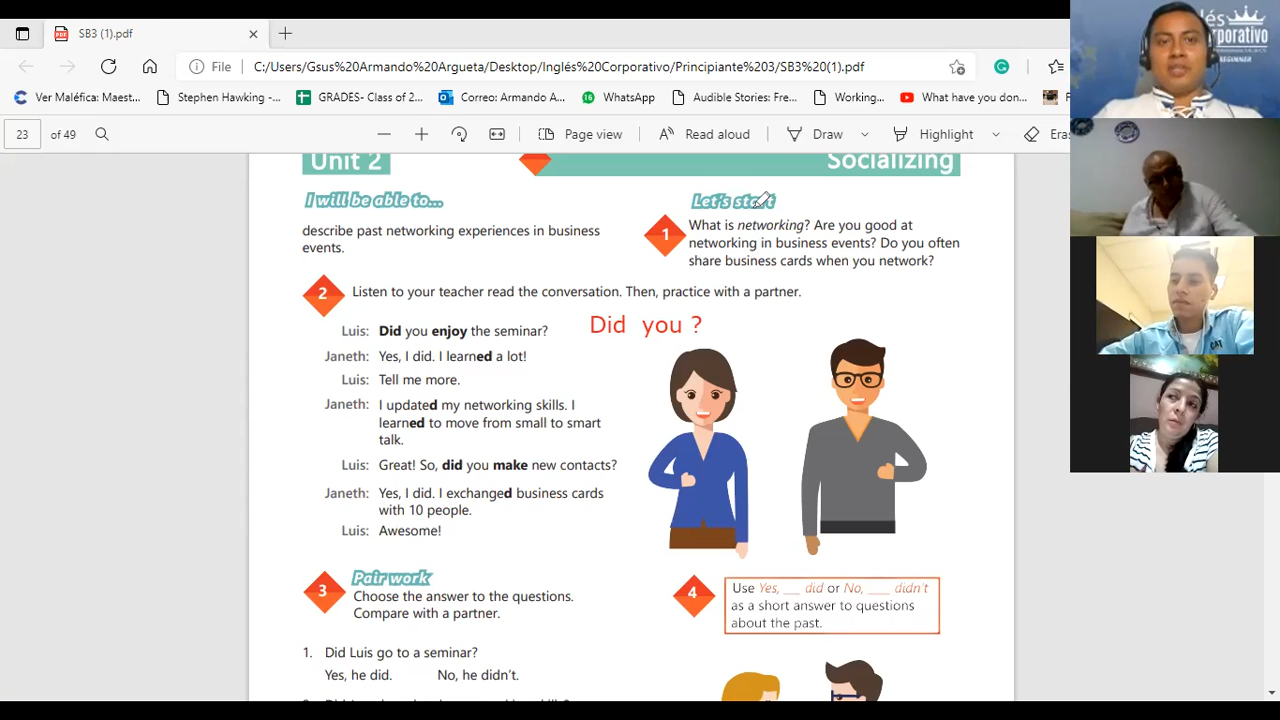 SB3 (1).pdf
File C:/Users/Gsus%20Armando%20Argueta/Desktop/Inglés%20Corporativo/Principiante%203/SB3%20(1).pdf
Ver Maléfica: Maest... Stephen Hawking -... GRADES- Class of 2... Correo: Armando A... WhatsApp Audible Stories: Fre... Working... What have you don...
23 of 49 Page view Read aloud Draw Highlight Eras
Unit 2 Socializing
I will be able to...
describe past networking experiences in business
events.
Let's start
1
What is networking? Are you good at
networking in business events? Do you often
share business cards when you network?
2
Listen to your teacher read the conversation. Then, practice with a partner.
Did you ?
Luis: Did you enjoy the seminar?
Janeth: Yes, I did. I learned a lot!
Luis: Tell me more.
Janeth: I updated my networking skills. I
learned to move from small to smart
talk.
Luis: Great! So, did you make new contacts?
Janeth: Yes, I did. I exchanged business cards
with 10 people.
Luis: Awesome!
3
Pair work
Choose the answer to the questions.
Compare with a partner.
4
Use Yes, __ did or No, ___ didn't
as a short answer to questions
about the past.
1. Did Luis go to a seminar?
Yes, he did. No, he didn't.
és
rporativo
BEGINNER
CAT